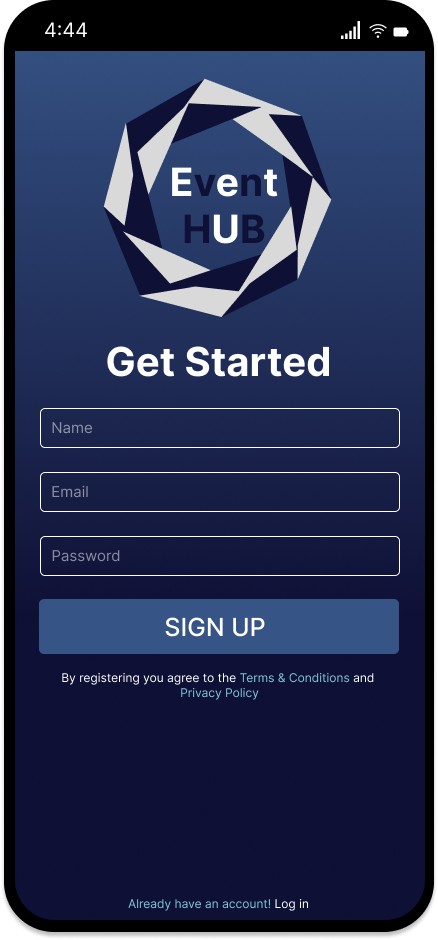 4:44
Event
HUB
Get Started
Name
Email
Password
SIGN UP
By registering you agree to the Terms & Conditions and
Privacy Policy
Already have an account! Log in